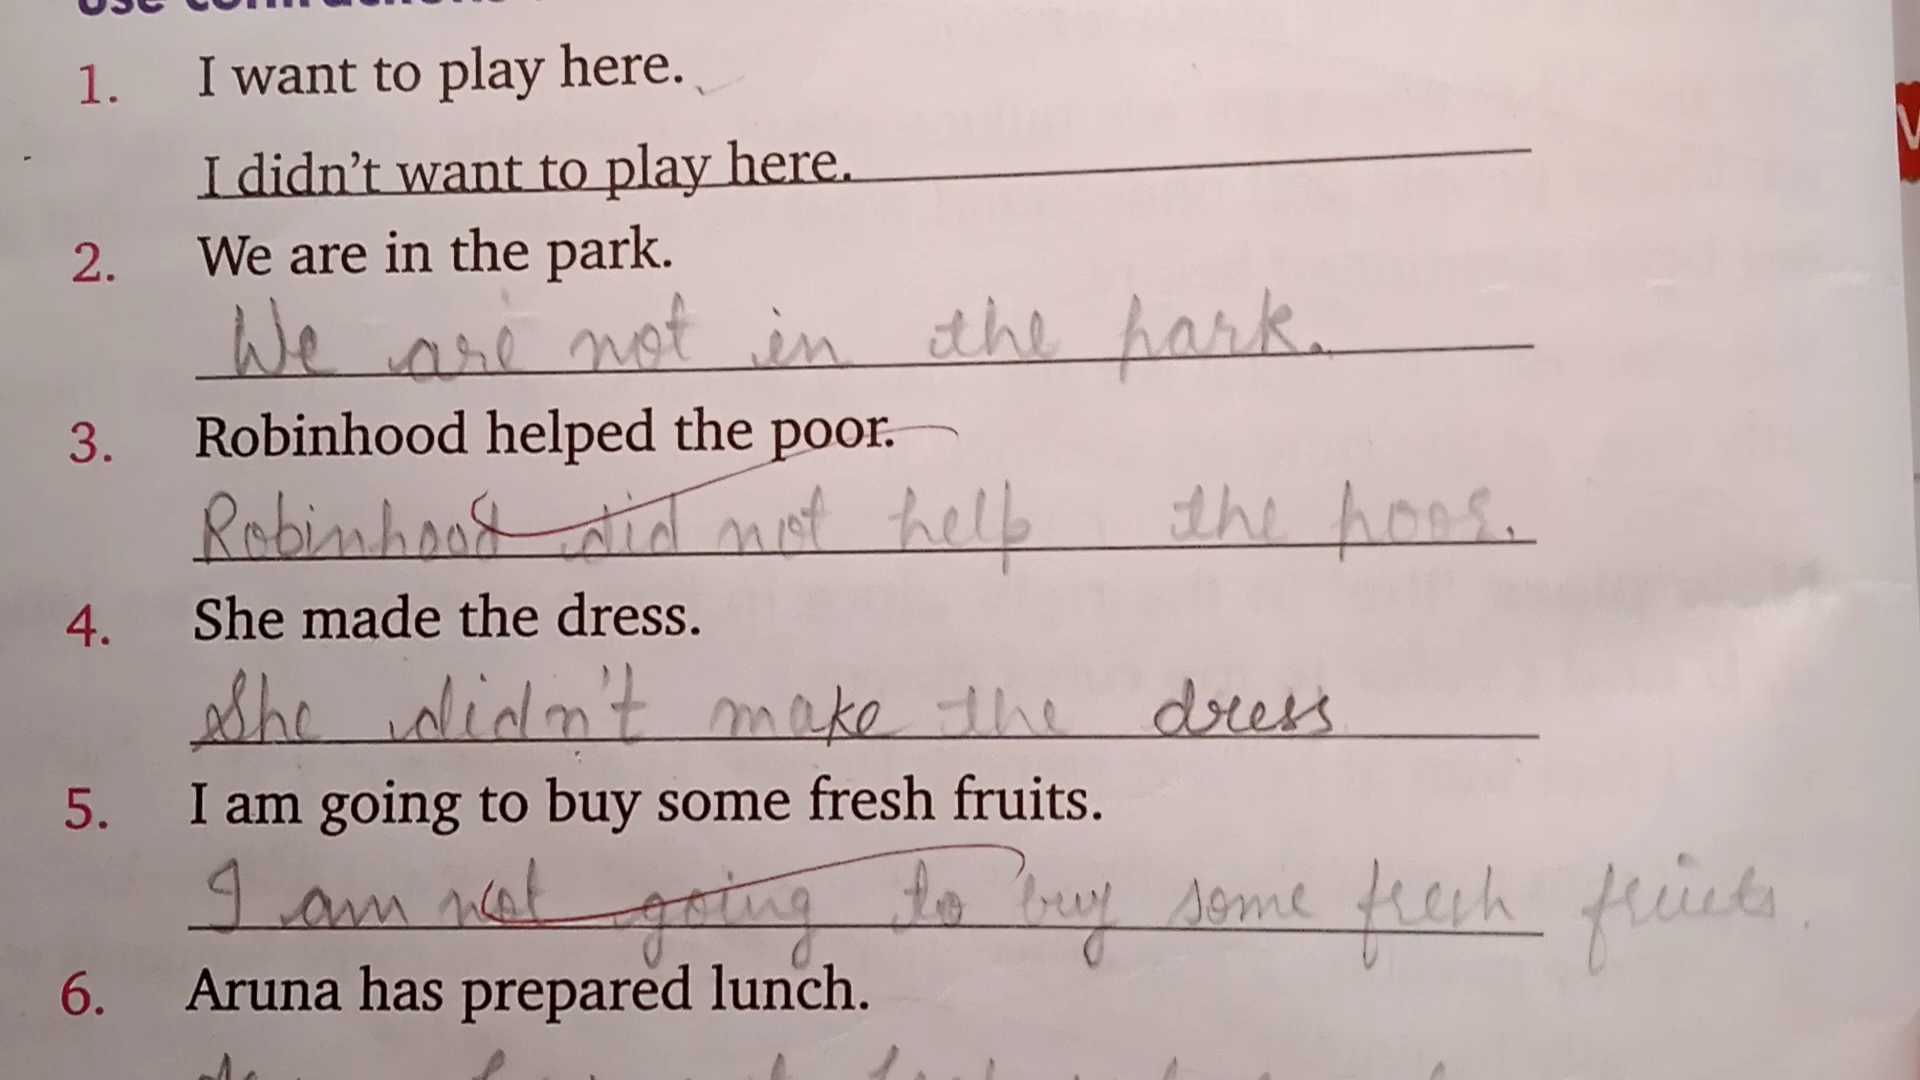 1. I want to play here.
I didn't want to play here.
2. We are in the park.
We are not in the park.
3. Robinhood helped the poor.
Robinhood did not help the poor.
4. She made the dress.
She didn't make the dress
5. I am going to buy some fresh fruits.
I am not going to buy some fresh fruits.
6. Aruna has prepared lunch.